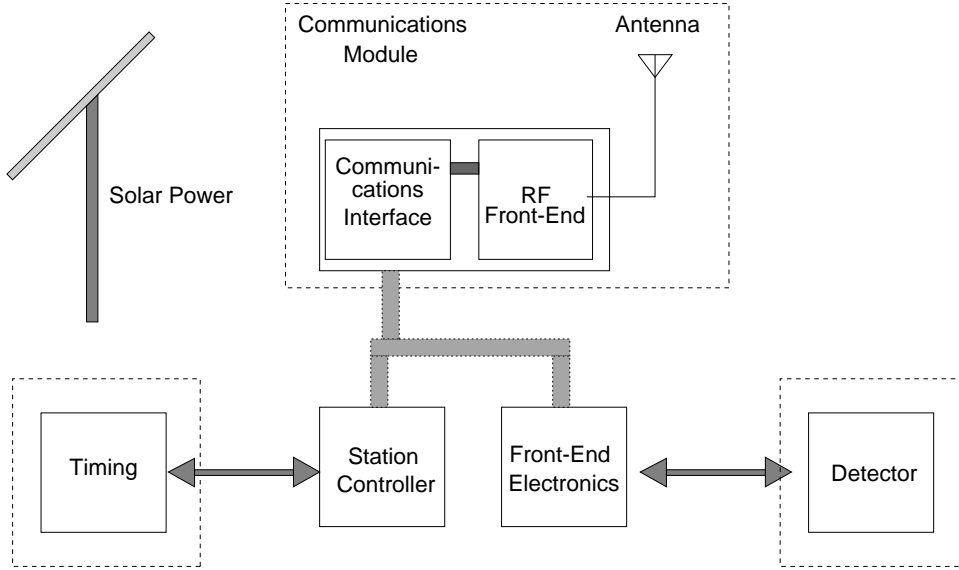 Communications
Module
Antenna
Solar Power
Communi-
cations
Interface
RF
Front-End
Timing
Station
Controller
Front-End
Electronics
Detector